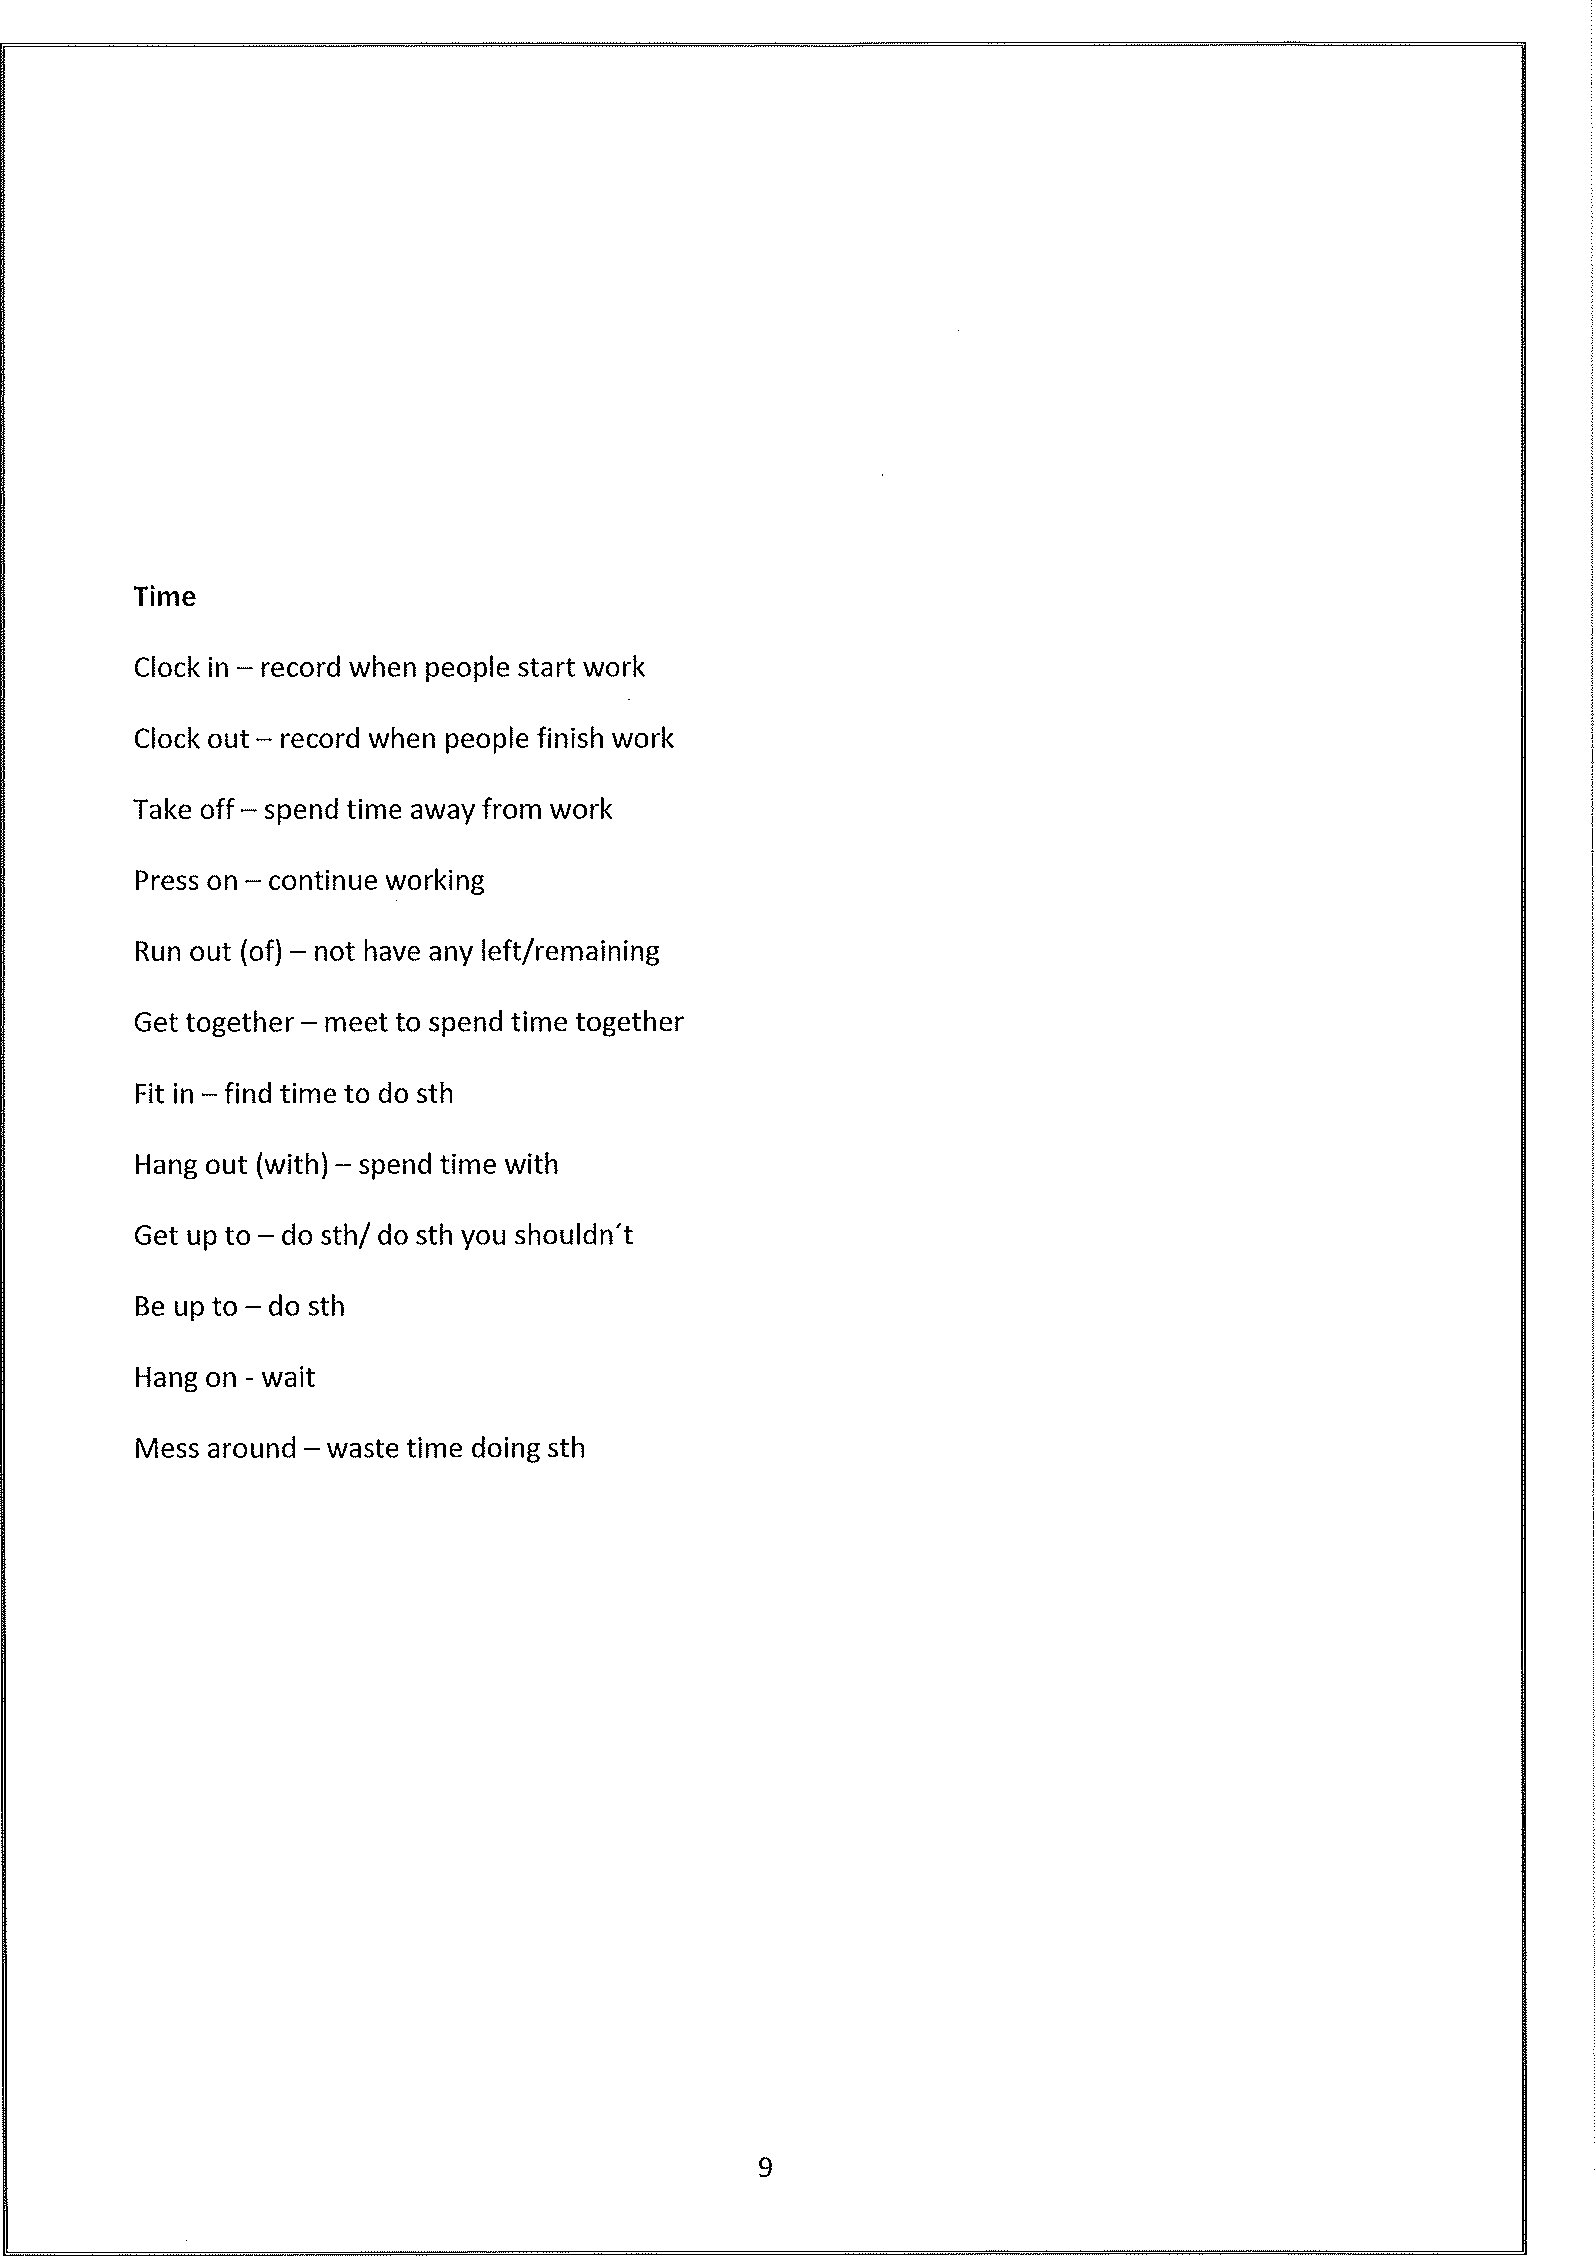 Time
Clock in – record when people start work
Clock out – record when people finish work
Take off – spend time away from work
Press on – continue working
Run out (of) – not have any left/remaining
Get together – meet to spend time together
Fit in – find time to do sth
Hang out (with) – spend time with
Get up to – do sth/ do sth you shouldn´t
Be up to – do sth
Hang on - wait
Mess around – waste time doing sth
9